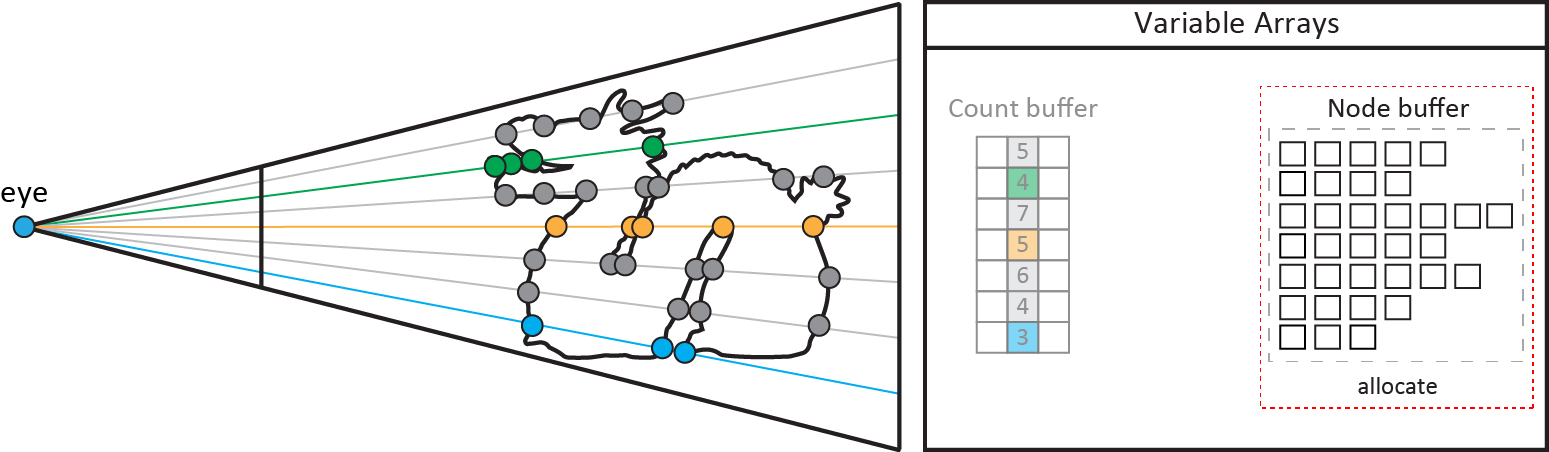 eye
Variable Arrays
Count buffer
5
4
7
5
6
4
3
Node buffer
allocate